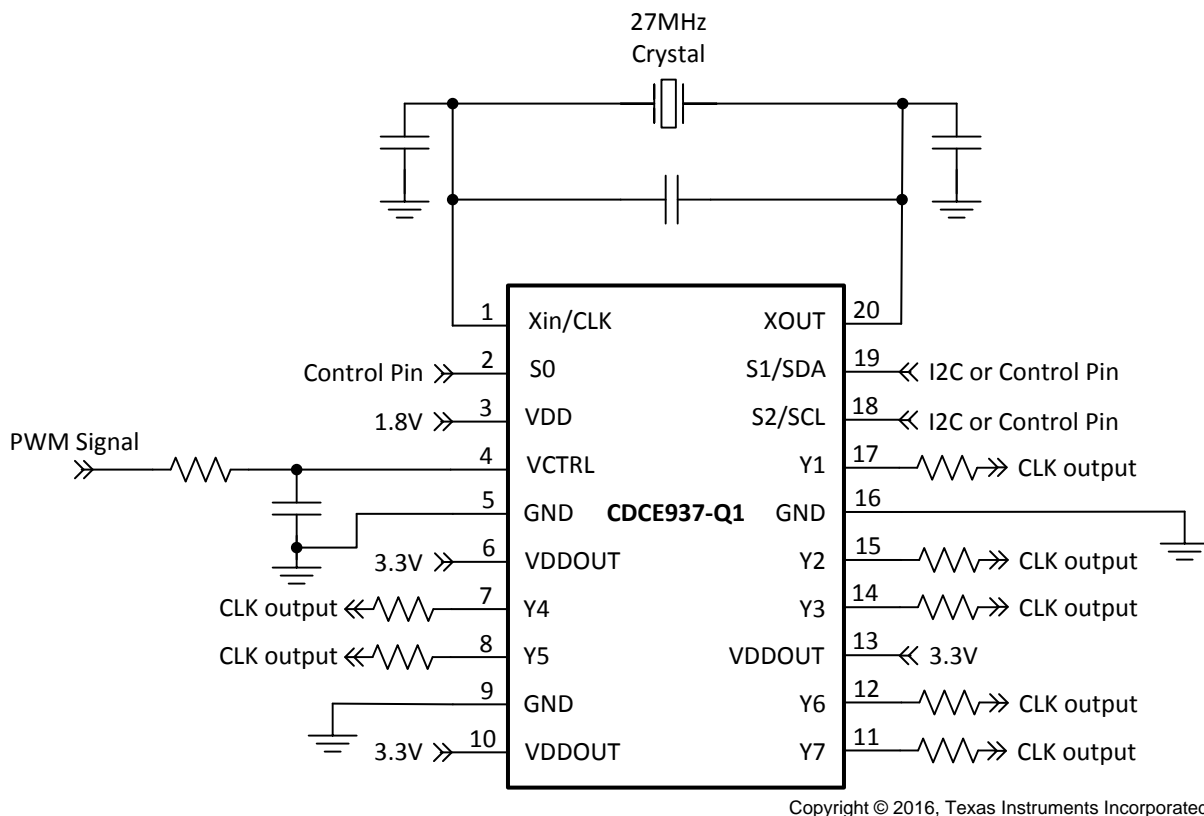 27MHz
Crystal
1 Xin/CLK XOUT 20
Control Pin 2 S0 S1/SDA 19 I2C or Control Pin
1.8V 3 VDD S2/SCL 18 I2C or Control Pin
PWM Signal
4 VCTRL Y1 17 CLK output
5 GND CDCE937-Q1 GND 16
3.3V 6 VDDOUT Y2 15 CLK output
CLK output 7 Y4 Y3 14 CLK output
CLK output 8 Y5 VDDOUT 13 3.3V
9 GND Y6 12 CLK output
3.3V 10 VDDOUT Y7 11 CLK output
Copyright © 2016, Texas Instruments Incorporated